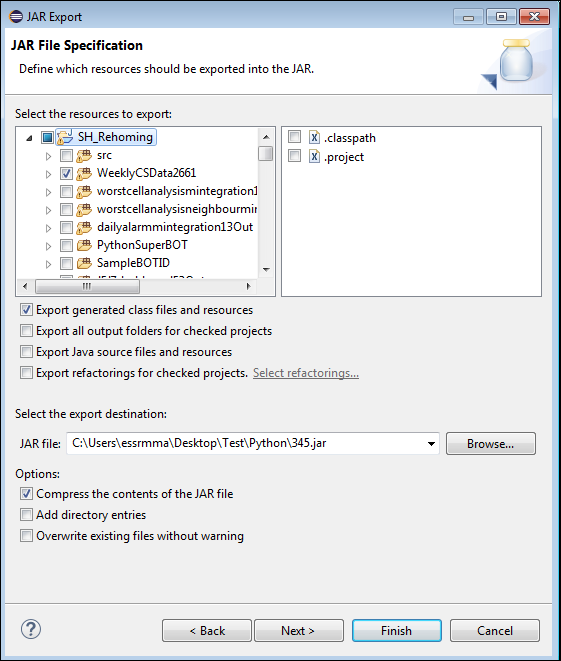 JAR Export
JAR File Specification
Define which resources should be exported into the JAR.
Select the resources to export:
SH_Rehoming
src
WeeklyCSData2661
worstcellanalysismintegration1
worstcellanalysisneighbourmin
dailyalarmmintegration13Out
PythonSuperBOT
SampleBOTID
.classpath
.project
Export generated class files and resources
Export all output folders for checked projects
Export Java source files and resources
Export refactorings for checked projects. Select refactorings...
Select the export destination:
JAR file: C:\Users\essrmma\Desktop\Test\Python\345.jar Browse...
Options:
Compress the contents of the JAR file
Add directory entries
Overwrite existing files without warning
? < Back Next > Finish Cancel